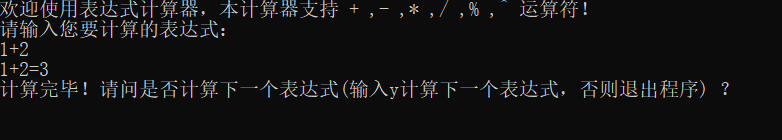 欢迎使用表达式计算器，本计算器支持 + ,- ,* ,/ ,% ,^ 运算符！
请输入您要计算的表达式：
1+2
1+2=3
计算完毕！请问是否计算下一个表达式(输入y计算下一个表达式，否则退出程序) ？